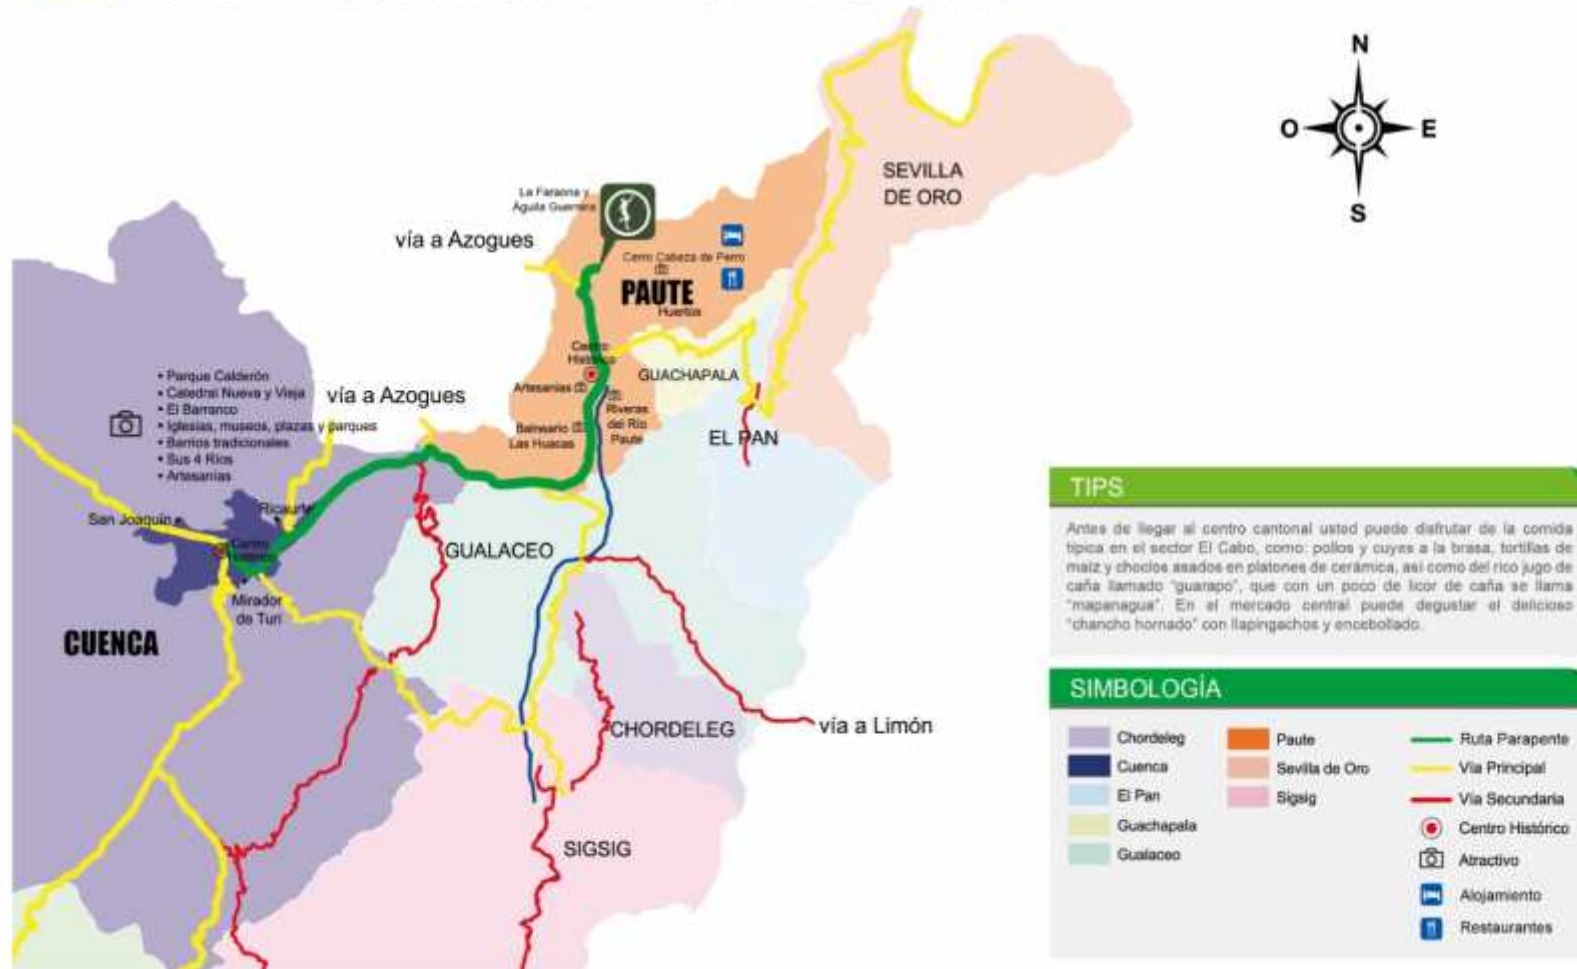 N
O
E
S
SEVILLA
DE ORO
La Faraona y
Águila Guerrera
vía a Azogues
Cerro Cabeza de Perro
PAUTE
Huertos
Centro
Histórico
GUACHAPALA
Artesanías
Riveras
del Río
Paute
Balneario
Las Huacas
EL PAN
• Parque Calderón
• Catedral Nueva y Vieja
• El Barranco
• Iglesias, museos, plazas y parques
• Barrios tradicionales
• Sus 4 Ríos
• Artesanías
vía a Azogues
San Joaquín
Ricaurte
Centro
Histórico
Mirador
de Turi
CUENCA
GUALACEO
CHORDELEG
vía a Limón
SIGSIG
TIPS
Antes de llegar al centro cantonal usted puede disfrutar de la comida
típica en el sector El Cabo, como: pollos y cuyes a la brasa, tortillas de
maíz y choclos asados en platones de cerámica, así como del rico jugo de
caña llamado "guarapo", que con un poco de licor de caña se llama
"mapanagua". En el mercado central puede degustar el delicioso
"chancho hornado" con llapingachos y encebollado.
SIMBOLOGÍA
Chordeleg
Cuenca
El Pan
Guachapala
Gualaceo
Paute
Sevilla de Oro
Sigsig
Ruta Parapente
Vía Principal
Vía Secundaria
Centro Histórico
Atractivo
Alojamiento
Restaurantes